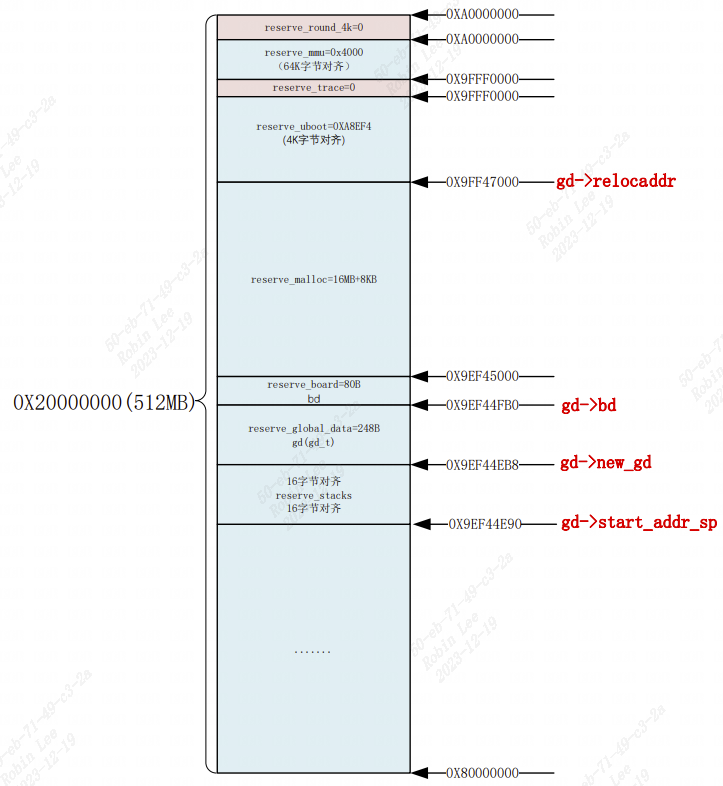 reserve_round_4k=0
0XA0000000
0XA0000000
reserve_mmu=0x4000
（64K字节对齐）
0X9FFF0000
reserve_trace=0
0X9FFF0000
reserve_uboot=0XA8EF4
(4K字节对齐)
0X9FF47000
gd->relocaddr
reserve_malloc=16MB+8KB
0X9EF45000
reserve_board=80B
bd
0X9EF44FB0
gd->bd
0X20000000(512MB)
reserve_global_data=248B
gd(gd_t)
0X9EF44EB8
gd->new_gd
16字节对齐
reserve_stacks
16字节对齐
0X9EF44E90
gd->start_addr_sp
.......
0X80000000
50-eb-71-49-c3-2a
Robin Lee
2023-12-19